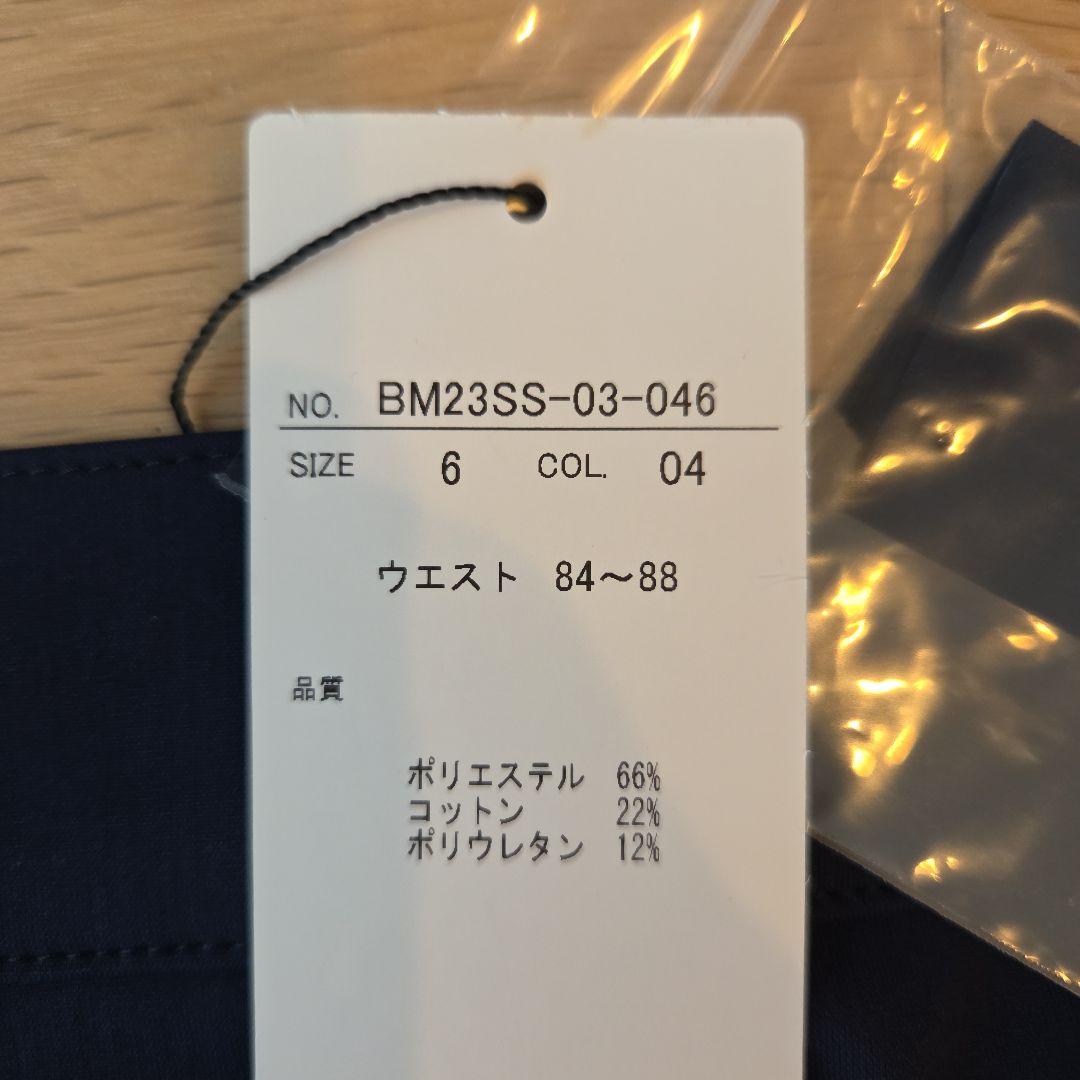 NO. BM23SS-03-046
SIZE 6 COL. 04
ウエスト 84～88
品質
ポリエステル 66%
コットン 22%
ポリウレタン 12%